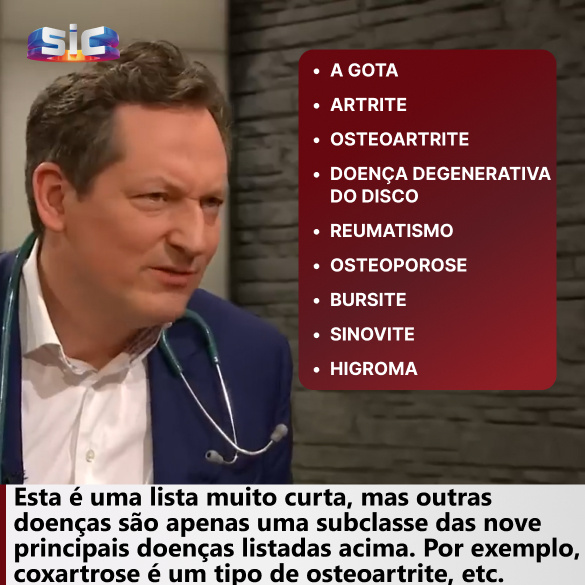 SIC
A GOTA
ARTRITE
OSTEOARTRITE
DOENÇA DEGENERATIVA
DO DISCO
REUMATISMO
OSTEOPOROSE
BURSITE
SINOVITE
HIGROMA
Esta é uma lista muito curta, mas outras
doenças são apenas uma subclasse das nove
principais doenças listadas acima. Por exemplo,
coxartrose é um tipo de osteoartrite, etc.